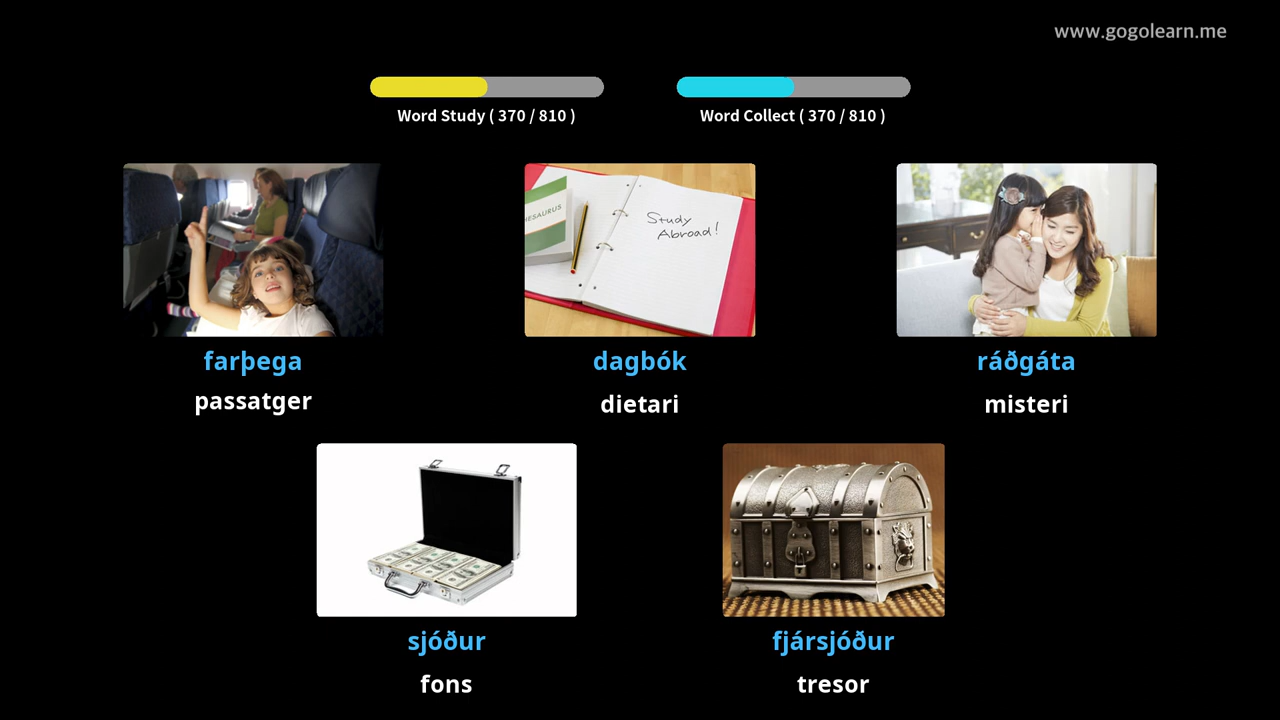 www.gogolearn.me
Word Study ( 370 / 810 )
Word Collect ( 370 / 810 )
HESAURUS
Study
Abroad!
farþega
dagbók
ráðgáta
passatger
dietari
misteri
sjóður
fjársjóður
fons
tresor